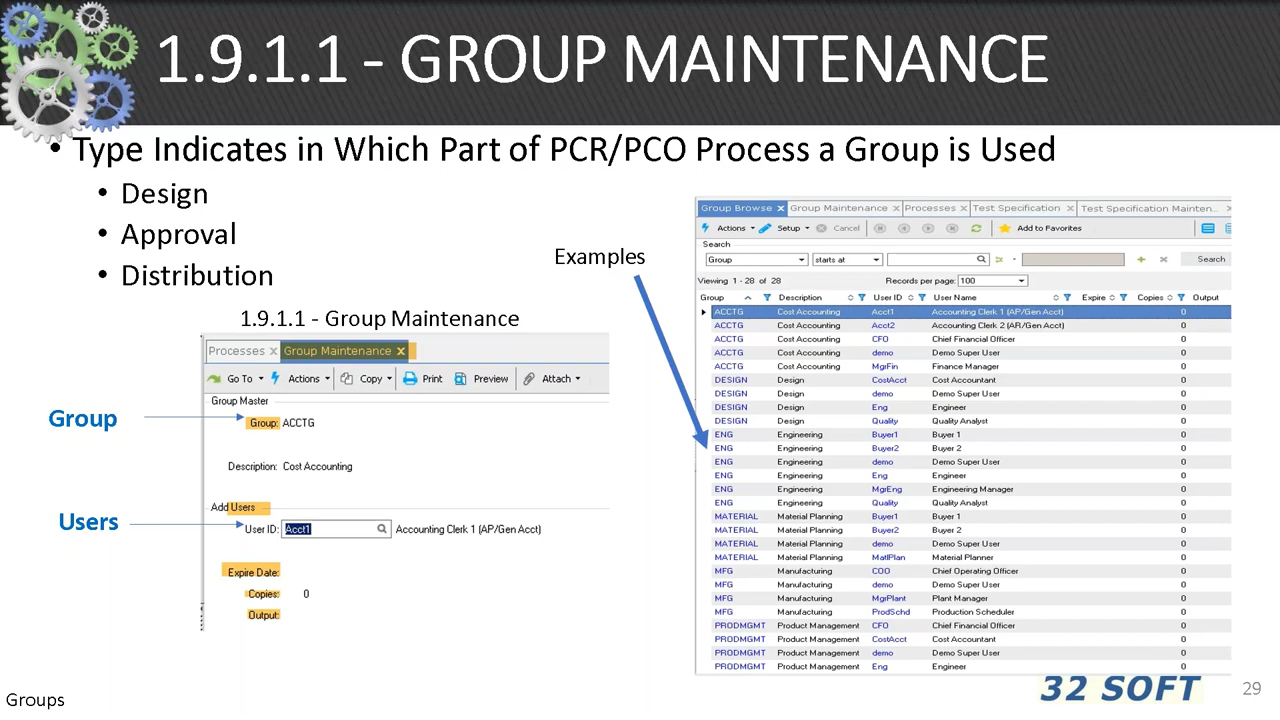 1.9.1.1 - GROUP MAINTENANCE
• Type Indicates in Which Part of PCR/PCO Process a Group is Used
• Design
• Approval
• Distribution
Examples
1.9.1.1 - Group Maintenance
Processes Group Maintenance
Go To Actions Copy Print Preview Attach
Group Master
Group
Group: ACCTG
Description: Cost Accounting
Add Users
Users
User ID: Acct1 Accounting Clerk 1 (AP/Gen Acct)
Expire Date:
Copies: 0
Output:
Group Browse Group Maintenance Processes Test Specification Test Specification Mainten...
Actions Setup Cancel Add to Favorites
Search
Group starts at Search
Viewing 1 - 28 of 28 Records per page: 100
Group Description User ID User Name Expire Copies Output
ACCTG Cost Accounting Acct1 Accounting Clerk 1 (AP/Gen Acct) 0
ACCTG Cost Accounting Acct2 Accounting Clerk 2 (AR/Gen Acct) 0
ACCTG Cost Accounting CFO Chief Financial Officer 0
ACCTG Cost Accounting demo Demo Super User 0
ACCTG Cost Accounting MgrFin Finance Manager 0
DESIGN Design CostAcct Cost Accountant 0
DESIGN Design demo Demo Super User 0
DESIGN Design Eng Engineer 0
DESIGN Design Quality Quality Analyst 0
ENG Engineering Buyer1 Buyer 1 0
ENG Engineering Buyer2 Buyer 2 0
ENG Engineering demo Demo Super User 0
ENG Engineering Eng Engineer 0
ENG Engineering MgrEng Engineering Manager 0
ENG Engineering Quality Quality Analyst 0
MATERIAL Material Planning Buyer1 Buyer 1 0
MATERIAL Material Planning Buyer2 Buyer 2 0
MATERIAL Material Planning demo Demo Super User 0
MATERIAL Material Planning MatlPlan Material Planner 0
MFG Manufacturing COO Chief Operating Officer 0
MFG Manufacturing demo Demo Super User 0
MFG Manufacturing MgrPlant Plant Manager 0
MFG Manufacturing ProdSchd Production Scheduler 0
PRODMGMT Product Management CFO Chief Financial Officer 0
PRODMGMT Product Management CostAcct Cost Accountant 0
PRODMGMT Product Management demo Demo Super User 0
PRODMGMT Product Management Eng Engineer 0
32 SOFT
29
Groups